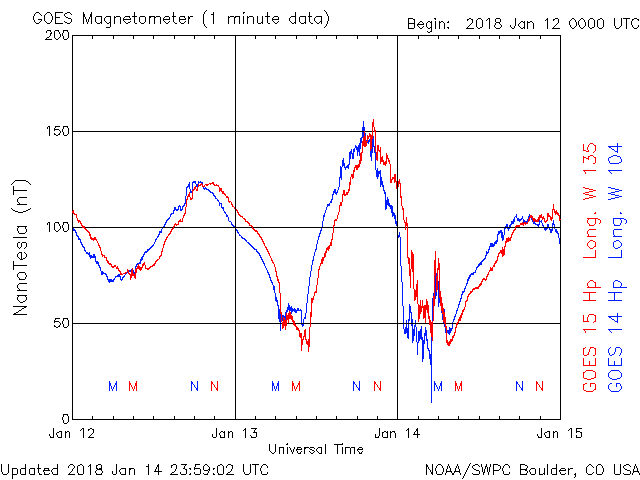 GOES Magnetometer (1 minute data)
Begin: 2018 Jan 12 0000 UTC
200
150
100
50
0
NanoTesla (nT)
M M N N M M N N M M N N
Jan 12 Jan 13 Jan 14 Jan 15
Universal Time
GOES 15 Hp Long. W 135
GOES 14 Hp Long. W 104
Updated 2018 Jan 14 23:59:02 UTC
NOAA/SWPC Boulder, CO USA